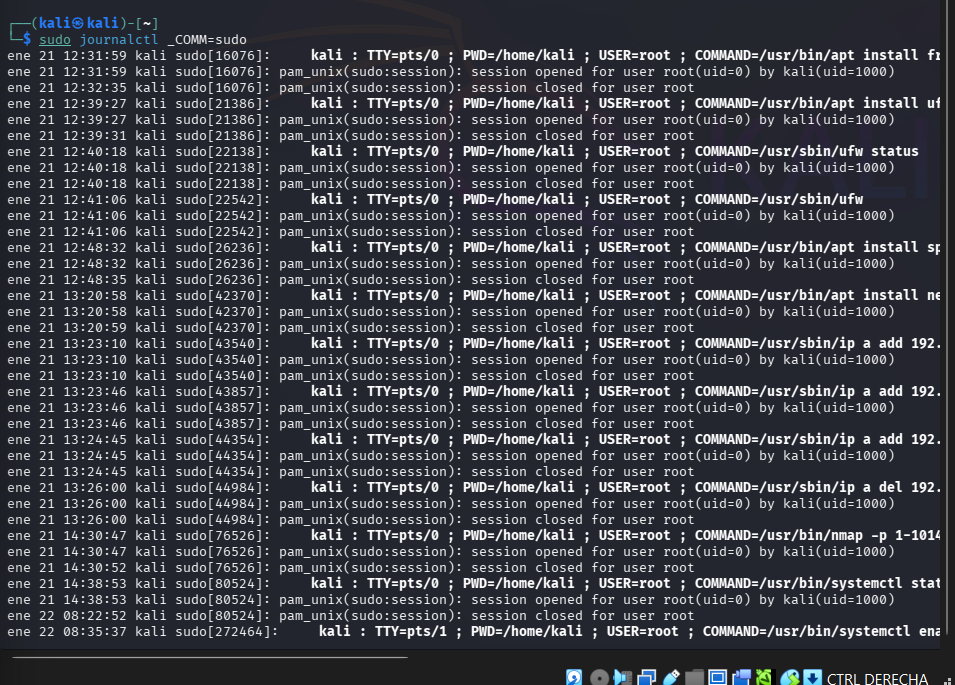 ┌──(kali㉿kali)-[~]
└─$ sudo journalctl _COMM=sudo
ene 21 12:31:59 kali sudo[16076]:     kali : TTY=pts/0 ; PWD=/home/kali ; USER=root ; COMMAND=/usr/bin/apt install fr
ene 21 12:31:59 kali sudo[16076]: pam_unix(sudo:session): session opened for user root(uid=0) by kali(uid=1000)
ene 21 12:32:35 kali sudo[16076]: pam_unix(sudo:session): session closed for user root
ene 21 12:39:27 kali sudo[21386]:     kali : TTY=pts/0 ; PWD=/home/kali ; USER=root ; COMMAND=/usr/bin/apt install uf
ene 21 12:39:27 kali sudo[21386]: pam_unix(sudo:session): session opened for user root(uid=0) by kali(uid=1000)
ene 21 12:39:31 kali sudo[21386]: pam_unix(sudo:session): session closed for user root
ene 21 12:40:18 kali sudo[22138]:     kali : TTY=pts/0 ; PWD=/home/kali ; USER=root ; COMMAND=/usr/sbin/ufw status
ene 21 12:40:18 kali sudo[22138]: pam_unix(sudo:session): session opened for user root(uid=0) by kali(uid=1000)
ene 21 12:40:18 kali sudo[22138]: pam_unix(sudo:session): session closed for user root
ene 21 12:41:06 kali sudo[22542]:     kali : TTY=pts/0 ; PWD=/home/kali ; USER=root ; COMMAND=/usr/sbin/ufw
ene 21 12:41:06 kali sudo[22542]: pam_unix(sudo:session): session opened for user root(uid=0) by kali(uid=1000)
ene 21 12:41:06 kali sudo[22542]: pam_unix(sudo:session): session closed for user root
ene 21 12:48:32 kali sudo[26236]:     kali : TTY=pts/0 ; PWD=/home/kali ; USER=root ; COMMAND=/usr/bin/apt install sp
ene 21 12:48:32 kali sudo[26236]: pam_unix(sudo:session): session opened for user root(uid=0) by kali(uid=1000)
ene 21 12:48:35 kali sudo[26236]: pam_unix(sudo:session): session closed for user root
ene 21 13:20:58 kali sudo[42370]:     kali : TTY=pts/0 ; PWD=/home/kali ; USER=root ; COMMAND=/usr/bin/apt install ne
ene 21 13:20:58 kali sudo[42370]: pam_unix(sudo:session): session opened for user root(uid=0) by kali(uid=1000)
ene 21 13:20:59 kali sudo[42370]: pam_unix(sudo:session): session closed for user root
ene 21 13:23:10 kali sudo[43540]:     kali : TTY=pts/0 ; PWD=/home/kali ; USER=root ; COMMAND=/usr/sbin/ip a add 192.
ene 21 13:23:10 kali sudo[43540]: pam_unix(sudo:session): session opened for user root(uid=0) by kali(uid=1000)
ene 21 13:23:10 kali sudo[43540]: pam_unix(sudo:session): session closed for user root
ene 21 13:23:46 kali sudo[43857]:     kali : TTY=pts/0 ; PWD=/home/kali ; USER=root ; COMMAND=/usr/sbin/ip a add 192.
ene 21 13:23:46 kali sudo[43857]: pam_unix(sudo:session): session opened for user root(uid=0) by kali(uid=1000)
ene 21 13:23:46 kali sudo[43857]: pam_unix(sudo:session): session closed for user root
ene 21 13:24:45 kali sudo[44354]:     kali : TTY=pts/0 ; PWD=/home/kali ; USER=root ; COMMAND=/usr/sbin/ip a add 192.
ene 21 13:24:45 kali sudo[44354]: pam_unix(sudo:session): session opened for user root(uid=0) by kali(uid=1000)
ene 21 13:24:45 kali sudo[44354]: pam_unix(sudo:session): session closed for user root
ene 21 13:26:00 kali sudo[44984]:     kali : TTY=pts/0 ; PWD=/home/kali ; USER=root ; COMMAND=/usr/sbin/ip a del 192.
ene 21 13:26:00 kali sudo[44984]: pam_unix(sudo:session): session opened for user root(uid=0) by kali(uid=1000)
ene 21 13:26:00 kali sudo[44984]: pam_unix(sudo:session): session closed for user root
ene 21 14:30:47 kali sudo[76526]:     kali : TTY=pts/0 ; PWD=/home/kali ; USER=root ; COMMAND=/usr/bin/nmap -p 1-1014
ene 21 14:30:47 kali sudo[76526]: pam_unix(sudo:session): session opened for user root(uid=0) by kali(uid=1000)
ene 21 14:30:52 kali sudo[76526]: pam_unix(sudo:session): session closed for user root
ene 21 14:38:53 kali sudo[80524]:     kali : TTY=pts/0 ; PWD=/home/kali ; USER=root ; COMMAND=/usr/bin/systemctl stat
ene 21 14:38:53 kali sudo[80524]: pam_unix(sudo:session): session opened for user root(uid=0) by kali(uid=1000)
ene 22 08:22:52 kali sudo[80524]: pam_unix(sudo:session): session closed for user root
ene 22 08:35:37 kali sudo[272464]:     kali : TTY=pts/1 ; PWD=/home/kali ; USER=root ; COMMAND=/usr/bin/systemctl ena
CTRL DERECHA